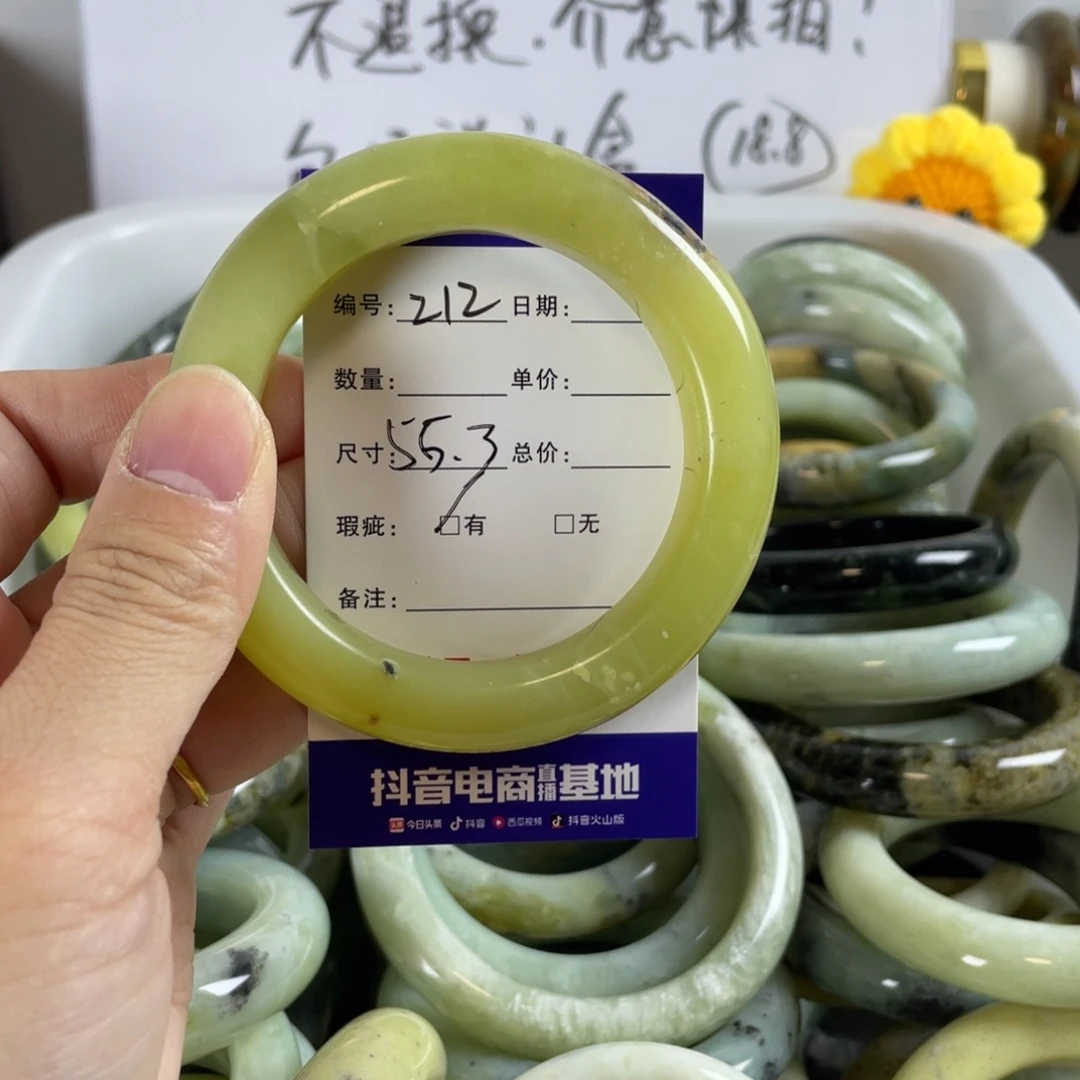 不退换.介意慎拍!
(18.8)
编号: 212 日期:
数量: 单价:
尺寸: 55.3 总价:
瑕疵: □有 □无
备注:
抖音电商直播基地
今日头条 抖音 西瓜视频 抖音火山版